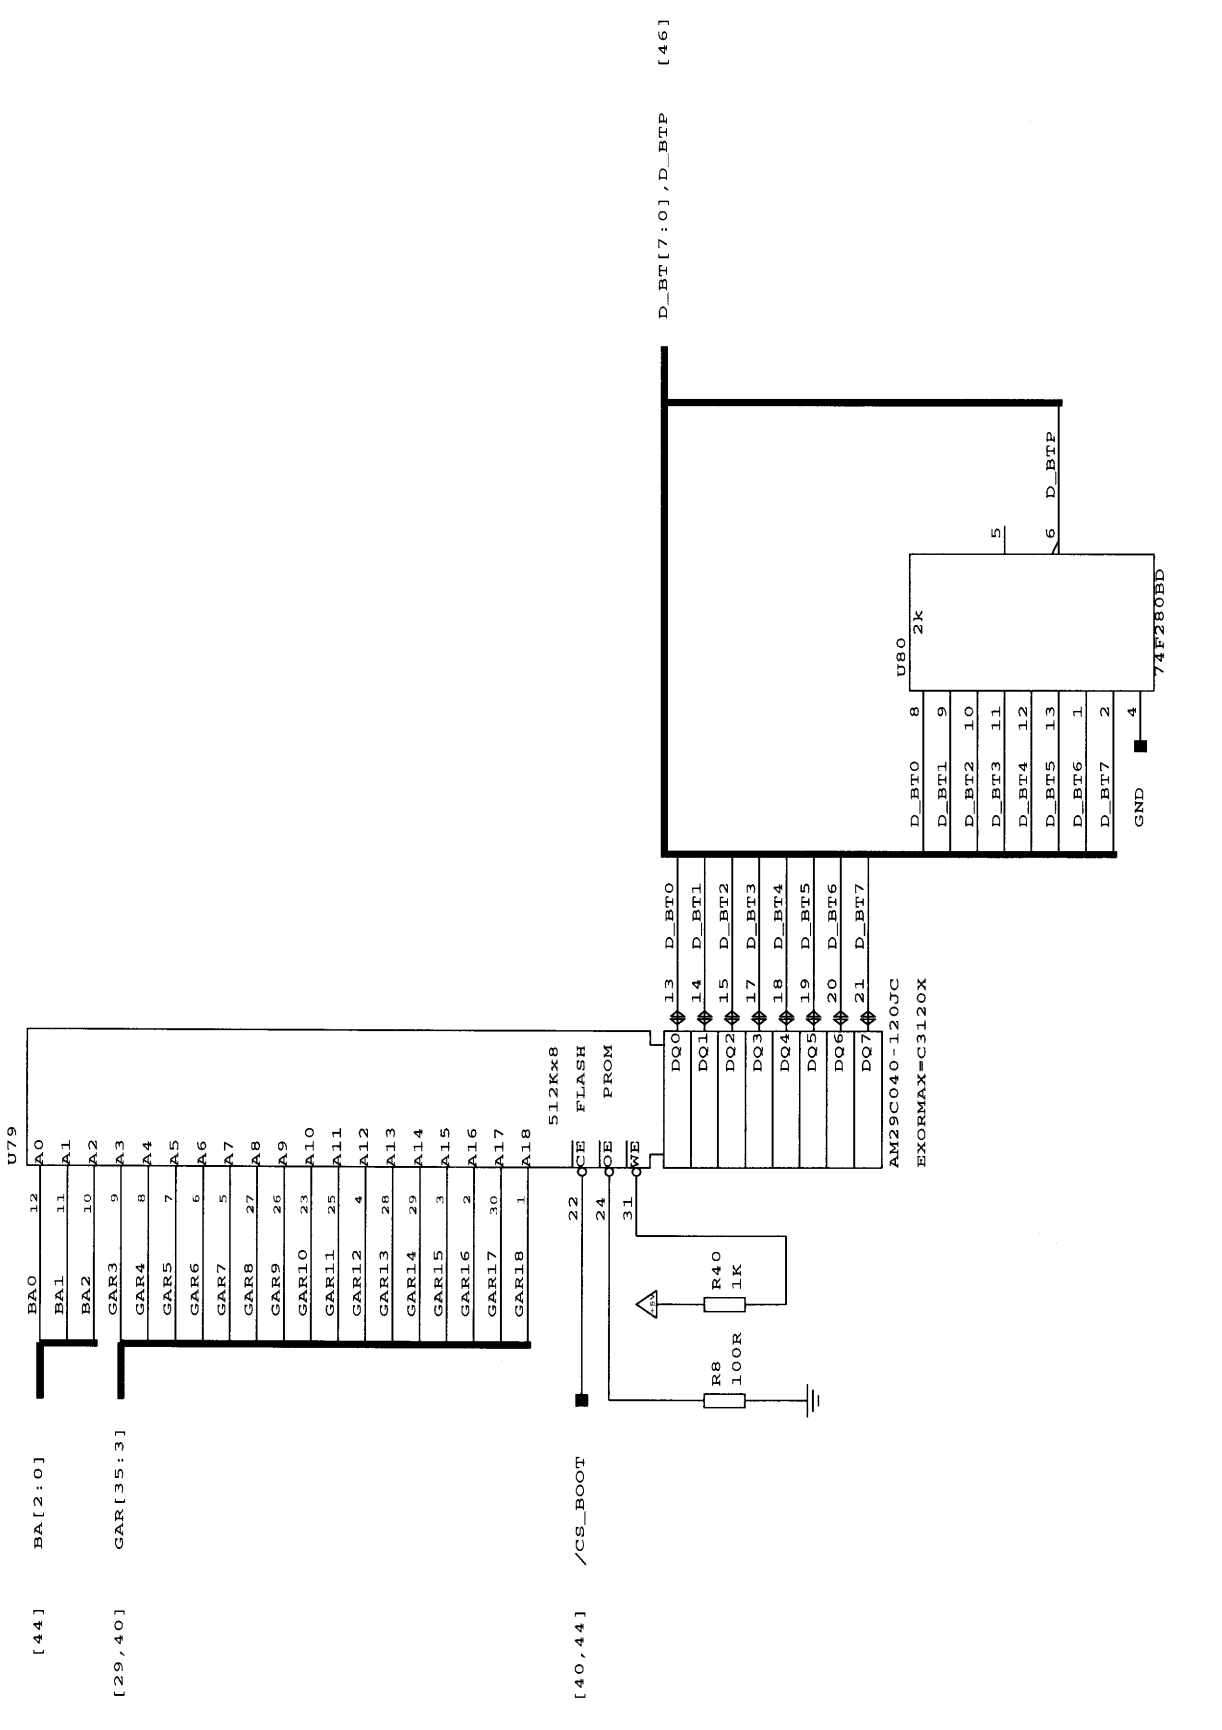 U79
[44] BA[2:0]
BA0 12 A0
BA1 11 A1
BA2 10 A2
[29,40] GAR[35:3]
GAR3 9 A3
GAR4 8 A4
GAR5 7 A5
GAR6 6 A6
GAR7 5 A7
GAR8 27 A8
GAR9 26 A9
GAR10 23 A10
GAR11 25 A11
GAR12 4 A12
GAR13 28 A13
GAR14 29 A14
GAR15 3 A15
GAR16 2 A16
GAR17 30 A17
GAR18 1 A18
512Kx8
FLASH
PROM
[40,44] /CS_BOOT
22 CE
24 OE
31 WE
+5V
R40
1K
R8
100R
DQ0 13 D_BT0
DQ1 14 D_BT1
DQ2 15 D_BT2
DQ3 17 D_BT3
DQ4 18 D_BT4
DQ5 19 D_BT5
DQ6 20 D_BT6
DQ7 21 D_BT7
AM29C040-120JC
EXORMAX=C3120X
D_BT[7:0],D_BTP [46]
U80
2k
D_BT0 8
D_BT1 9
D_BT2 10
D_BT3 11
D_BT4 12
D_BT5 13
D_BT6 1
D_BT7 2
GND 4
5
6 D_BTP
74F280BD